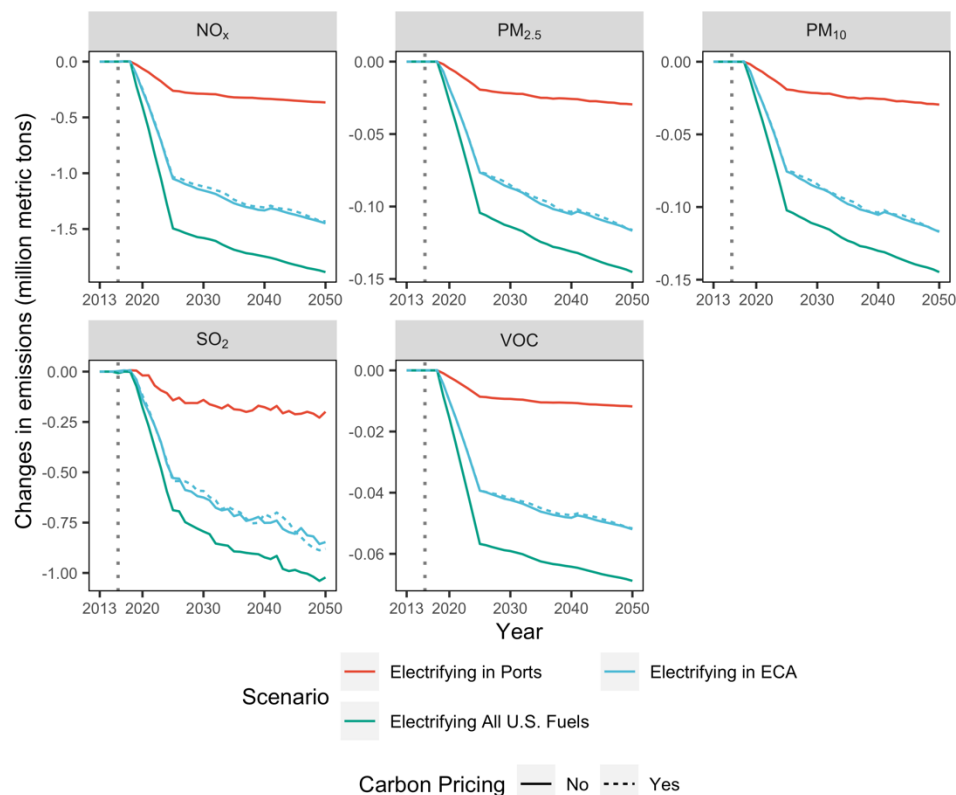 NOₓ
PM₂.₅
PM₁₀
0.0
-0.5
-1.0
-1.5
2013 2020 2030 2040 2050
0.00
-0.05
-0.10
-0.15
2013 2020 2030 2040 2050
0.00
-0.05
-0.10
-0.15
2013 2020 2030 2040 2050
Changes in emissions (million metric tons)
SO₂
VOC
0.00
-0.25
-0.50
-0.75
-1.00
2013 2020 2030 2040 2050
0.00
-0.02
-0.04
-0.06
2013 2020 2030 2040 2050
Year
Scenario
Electrifying in Ports
Electrifying in ECA
Electrifying All U.S. Fuels
Carbon Pricing No Yes